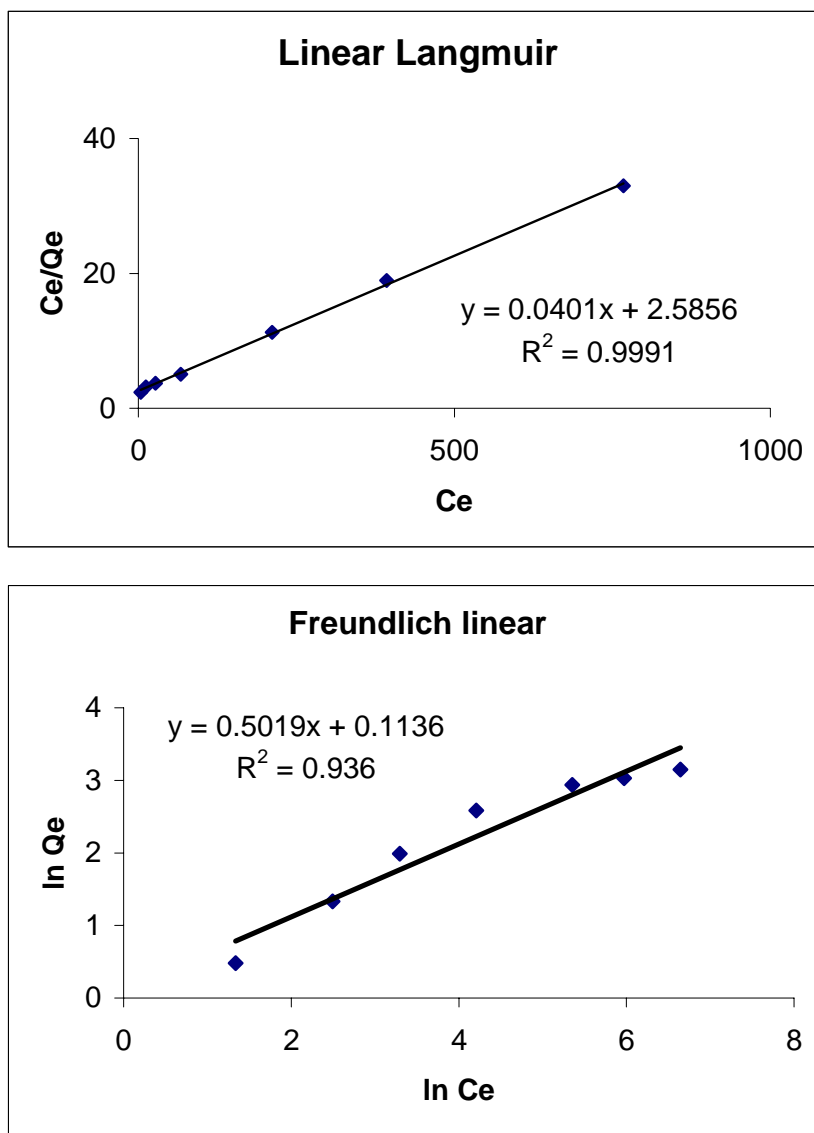 Linear Langmuir
40
20
0
Ce/Qe
y = 0.0401x + 2.5856
R² = 0.9991
0 500 1000
Ce
Freundlich linear
4
3
2
1
0
ln Qe
y = 0.5019x + 0.1136
R² = 0.936
0 2 4 6 8
ln Ce